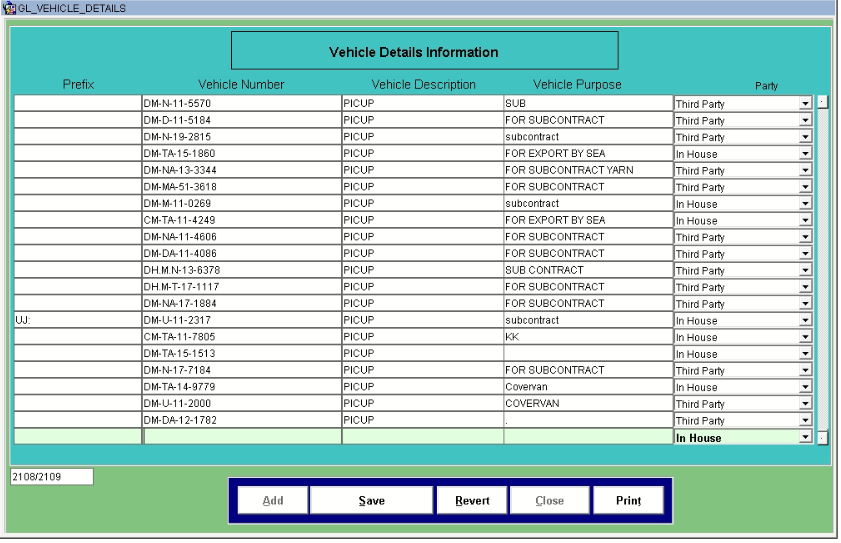 GL_VEHICLE_DETAILS
Vehicle Details Information
Prefix Vehicle Number Vehicle Description Vehicle Purpose Party
DM-N-11-5570 PICUP SUB Third Party
DM-D-11-5184 PICUP FOR SUBCONTRACT Third Party
DM-N-19-2815 PICUP subcontract Third Party
DM-TA-15-1860 PICUP FOR EXPORT BY SEA In House
DM-NA-13-3344 PICUP FOR SUBCONTRACT YARN Third Party
DM-MA-51-3618 PICUP FOR SUBCONTRACT Third Party
DM-M-11-0269 PICUP subcontract In House
CM-TA-11-4249 PICUP FOR EXPORT BY SEA In House
DM-NA-11-4606 PICUP FOR SUBCONTRACT Third Party
DM-DA-11-4086 PICUP FOR SUBCONTRACT Third Party
DH.M.N-13-6378 PICUP SUB CONTRACT Third Party
DH.M-T-17-1117 PICUP FOR SUBCONTRACT Third Party
DM-NA-17-1884 PICUP FOR SUBCONTRACT Third Party
UJ: DM-U-11-2317 PICUP subcontract In House
CM-TA-11-7805 PICUP KK In House
DM-TA-15-1513 PICUP In House
DM-N-17-7184 PICUP FOR SUBCONTRACT Third Party
DM-TA-14-9779 PICUP Covervan In House
DM-U-11-2000 PICUP COVERVAN Third Party
DM-DA-12-1782 PICUP . Third Party
In House
2108/2109
Add Save Revert Close Print